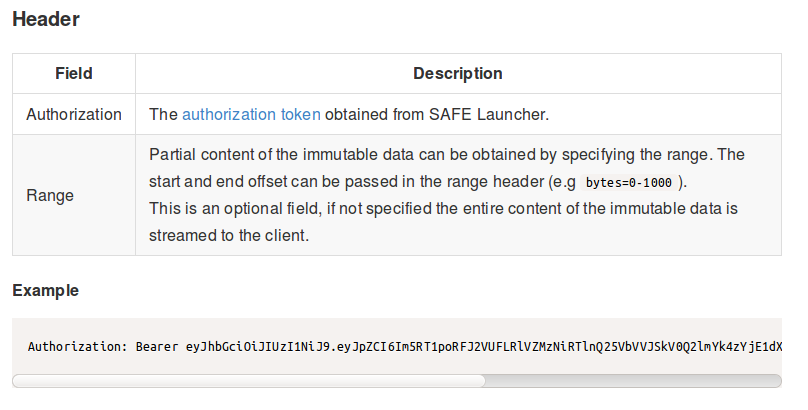 Header
Field Description
Authorization The authorization token obtained from SAFE Launcher.
Partial content of the immutable data can be obtained by specifying the range. The
start and end offset can be passed in the range header (e.g bytes=0-1000 ).
Range
This is an optional field, if not specified the entire content of the immutable data is
streamed to the client.
Example
Authorization: Bearer eyJhbGciOiJIUzI1NiJ9.eyJpZCI6Im5RT1poRFJ2VUFLRlVZMzNiRTlnQ25VbVVJSkV0Q2lmYk4zYjE1dX